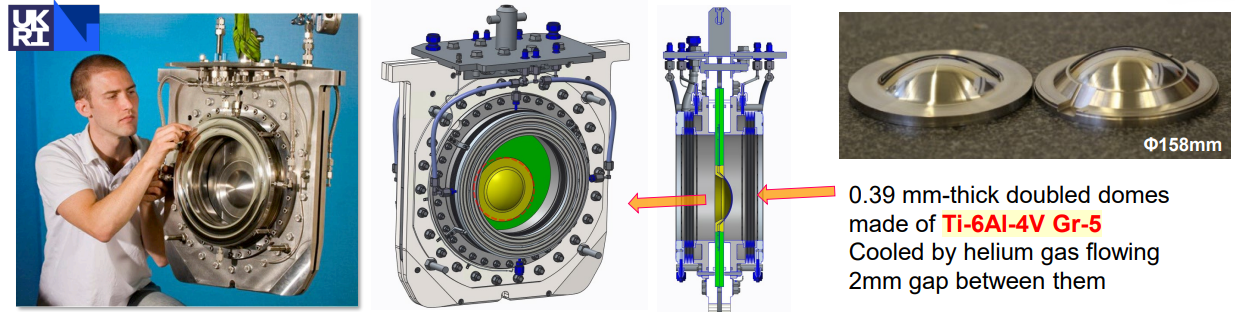 UK
RI
Φ158mm
0.39 mm-thick doubled domes
made of Ti-6Al-4V Gr-5
Cooled by helium gas flowing
2mm gap between them